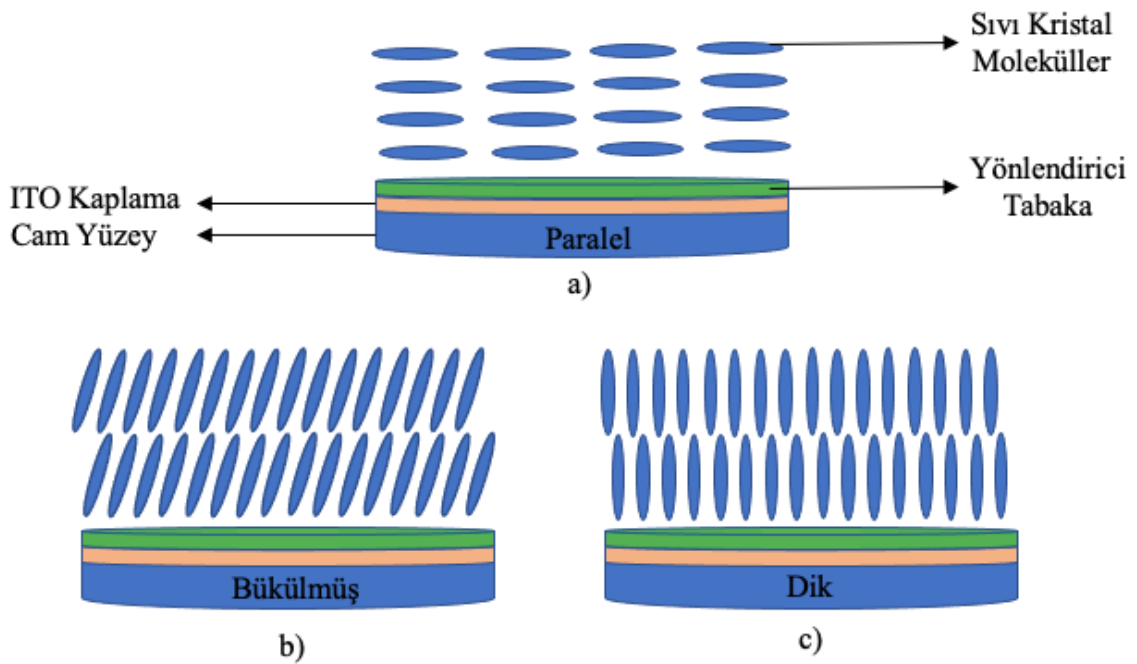 Sıvı Kristal
Moleküller
Yönlendirici
Tabaka
ITO Kaplama
Cam Yüzey
Paralel
a)
Bükülmüş
b)
Dik
c)